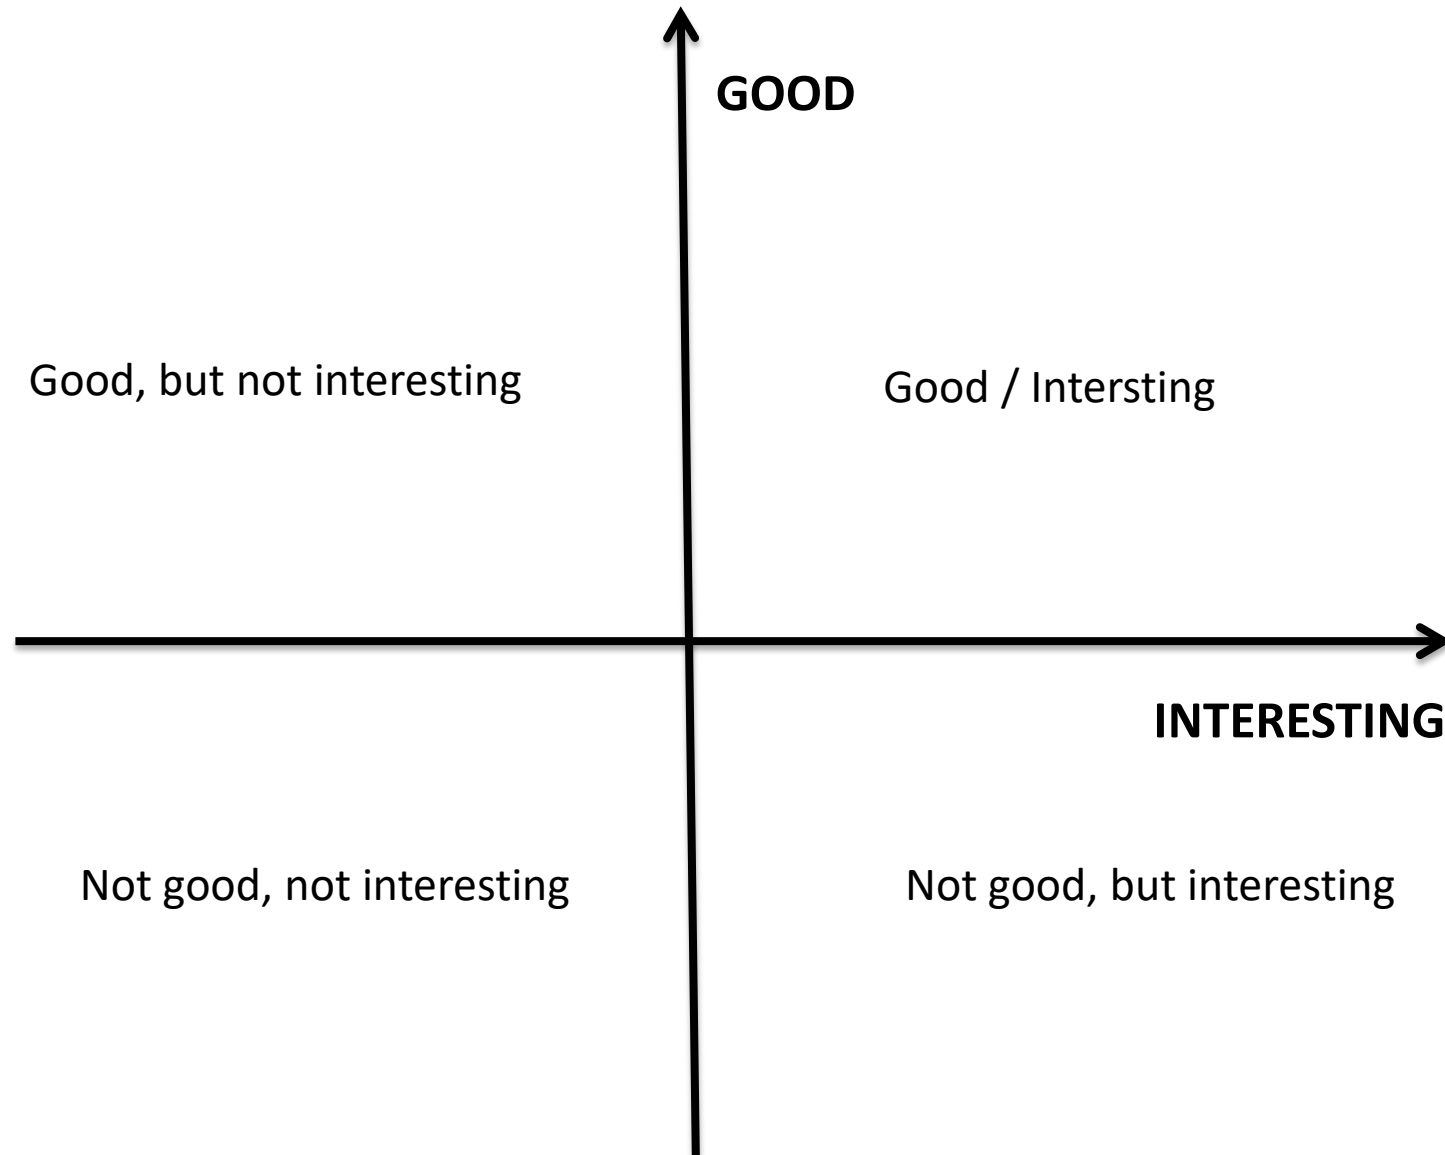 GOOD
Good, but not interesting
Good / Intersting
INTERESTING
Not good, not interesting
Not good, but interesting